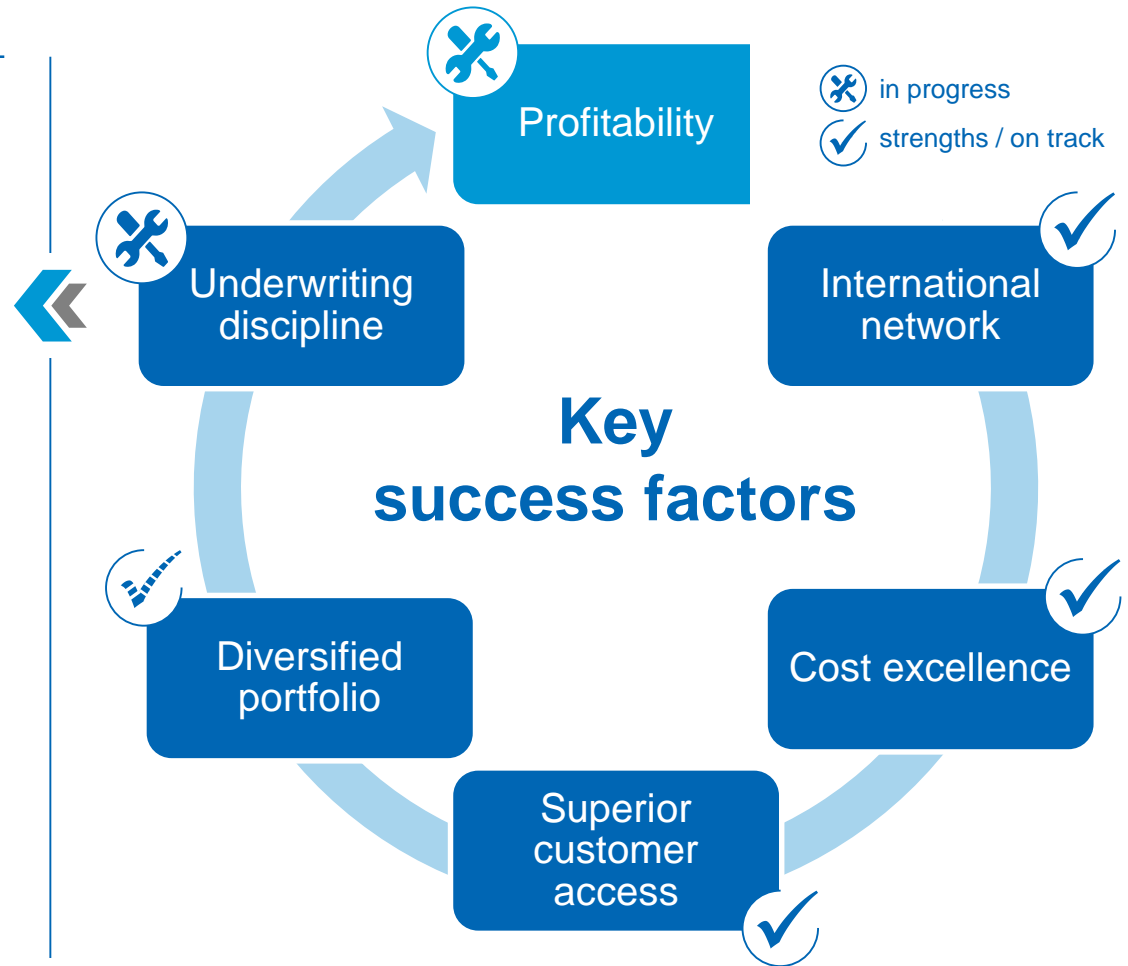 Profitability
in progress
strengths / on track
Underwriting
discipline
International
network
Key
success factors
Diversified
portfolio
Cost excellence
Superior
customer
access